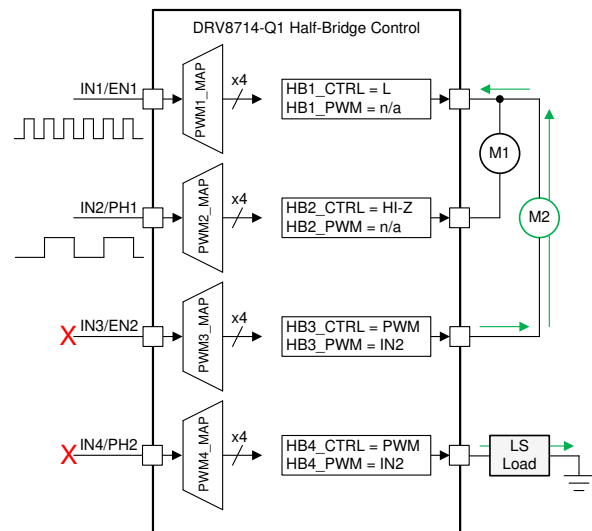 DRV8714-Q1 Half-Bridge Control
IN1/EN1
PWM1_MAP
x4
HB1_CTRL = L
HB1_PWM = n/a
M1
IN2/PH1
PWM2_MAP
x4
HB2_CTRL = HI-Z
HB2_PWM = n/a
M2
X
IN3/EN2
PWM3_MAP
x4
HB3_CTRL = PWM
HB3_PWM = IN2
X
IN4/PH2
PWM4_MAP
x4
HB4_CTRL = PWM
HB4_PWM = IN2
LS
Load